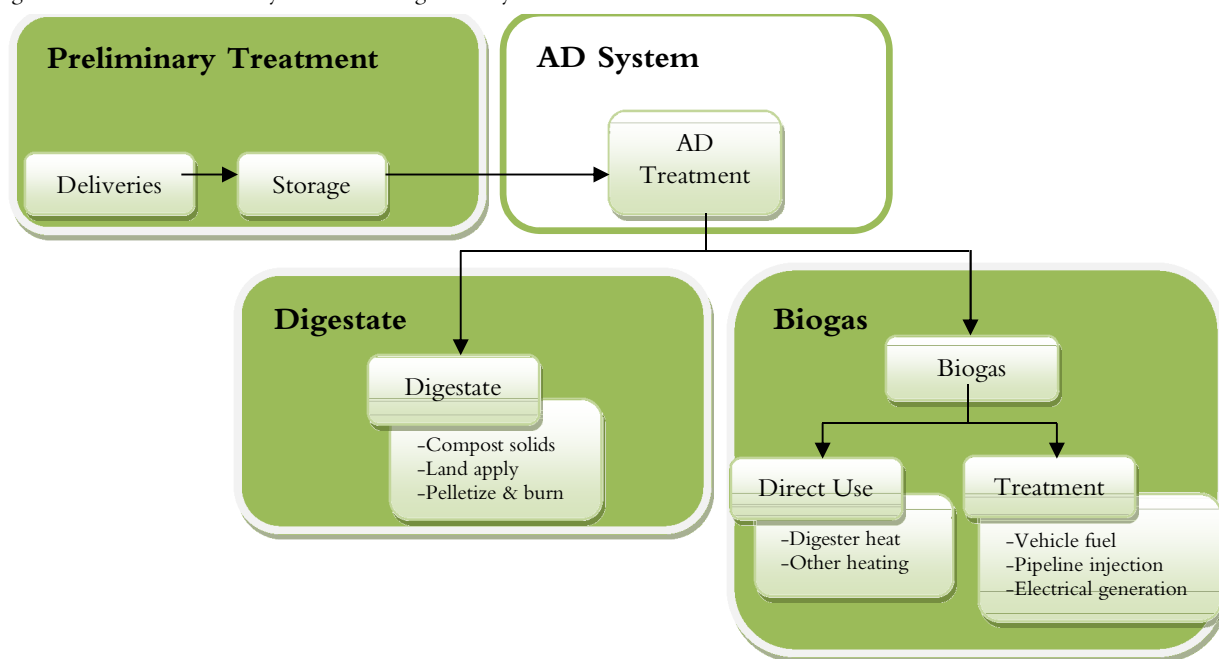 Preliminary Treatment
AD System
Deliveries
Storage
AD
Treatment
Digestate
Digestate
-Compost solids
-Land apply
-Pelletize & burn
Biogas
Biogas
Direct Use
-Digester heat
-Other heating
Treatment
-Vehicle fuel
-Pipeline injection
-Electrical generation